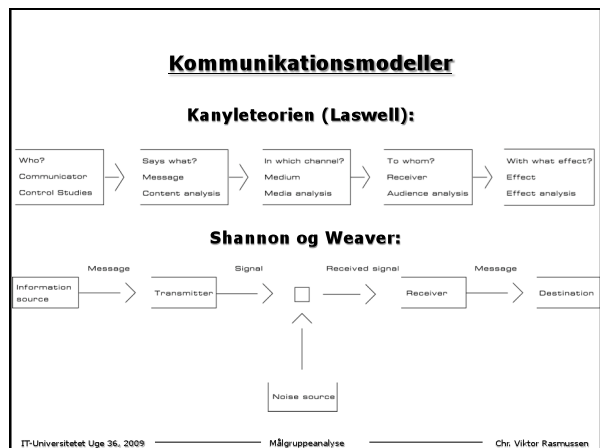 Kommunikationsmodeller
Kanyleteorien (Laswell):
Who?
Communicator
Control Studies
Says what?
Message
Content analysis
In which channel?
Medium
Media analysis
To whom?
Receiver
Audience analysis
With what effect?
Effect
Effect analysis
Shannon og Weaver:
Message
Signal
Received signal
Message
Information
source
Transmitter
Receiver
Destination
Noise source
IT-Universitetet Uge 36, 2009
Målgruppeanalyse
Chr. Viktor Rasmussen